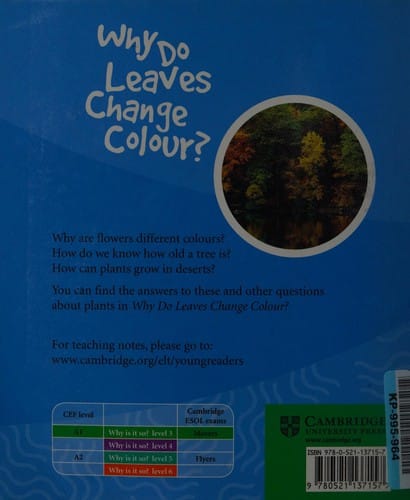 Why Do
Leaves
Change
Colour?
Why are flowers different colours?
How do we know how old a tree is?
How can plants grow in deserts?
You can find the answers to these and other questions
about plants in Why Do Leaves Change Colour?
For teaching notes, please go to:
www.cambridge.org/elt/youngreaders
CEF level
Cambridge
ESOL exams
A1 Why is it so? level 3 Movers
Why is it so? level 4
A2 Why is it so? level 5 Flyers
Why is it so? level 6
CAMBRIDGE
UNIVERSITY PRESS
www.cambridge.org
ISBN 978-0-521-13715-7
9 780521 137157
KP-995-964